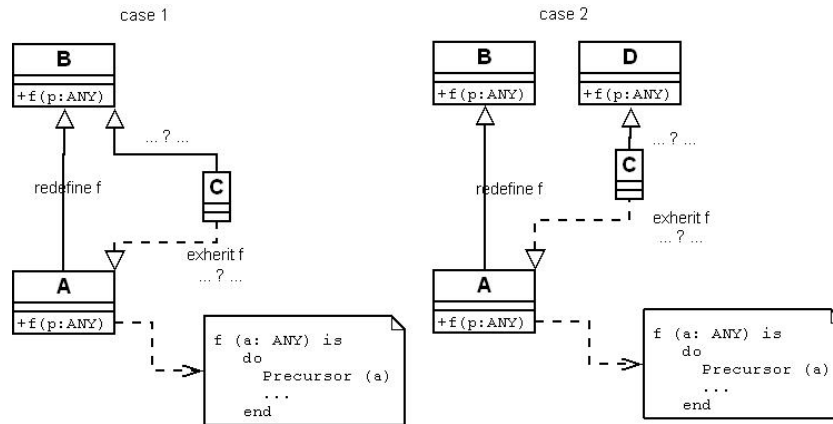 case 1
B
+f(p:ANY)
... ? ...
C
redefine f
exherit f
... ? ...
A
+f(p:ANY)
f (a: ANY) is
do
Precursor (a)
...
end
case 2
B
+f(p:ANY)
D
+f(p:ANY)
... ? ...
C
redefine f
exherit f
... ? ...
A
+f(p:ANY)
f (a: ANY) is
do
Precursor (a)
...
end